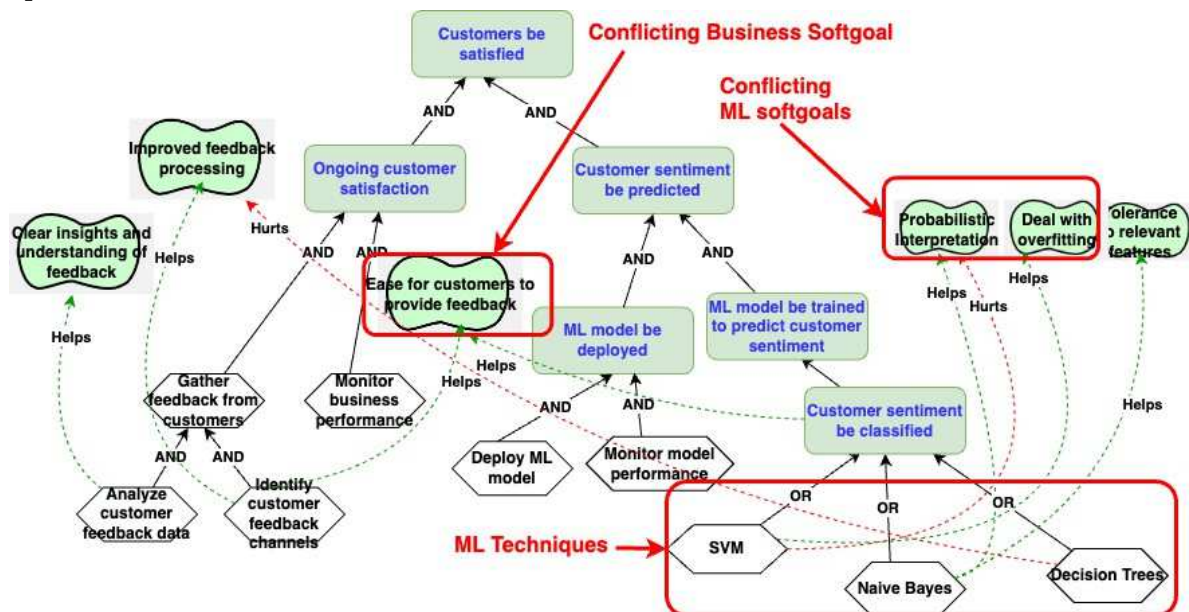 Customers be
satisfied
Conflicting Business Softgoal
Conflicting
ML softgoals
AND
AND
Improved feedback
processing
Ongoing customer
satisfaction
Customer sentiment
be predicted
Clear insights and
understanding of
feedback
Helps
Hurts
AND
AND
Probabilistic
Interpretation
Deal with
overfitting
olerance
o relevant
features
Ease for customers to
provide feedback
AND
AND
Helps
Hurts
Helps
ML model be
deployed
ML model be trained
to predict customer
sentiment
Helps
Helps
Helps
Gather
feedback from
customers
Monitor
business
performance
AND
AND
Customer sentiment
be classified
Helps
AND
AND
Deploy ML
model
Monitor model
performance
Analyze
customer
feedback data
Identify
customer
feedback
channels
OR
OR
OR
ML Techniques
SVM
Naive Bayes
Decision Trees